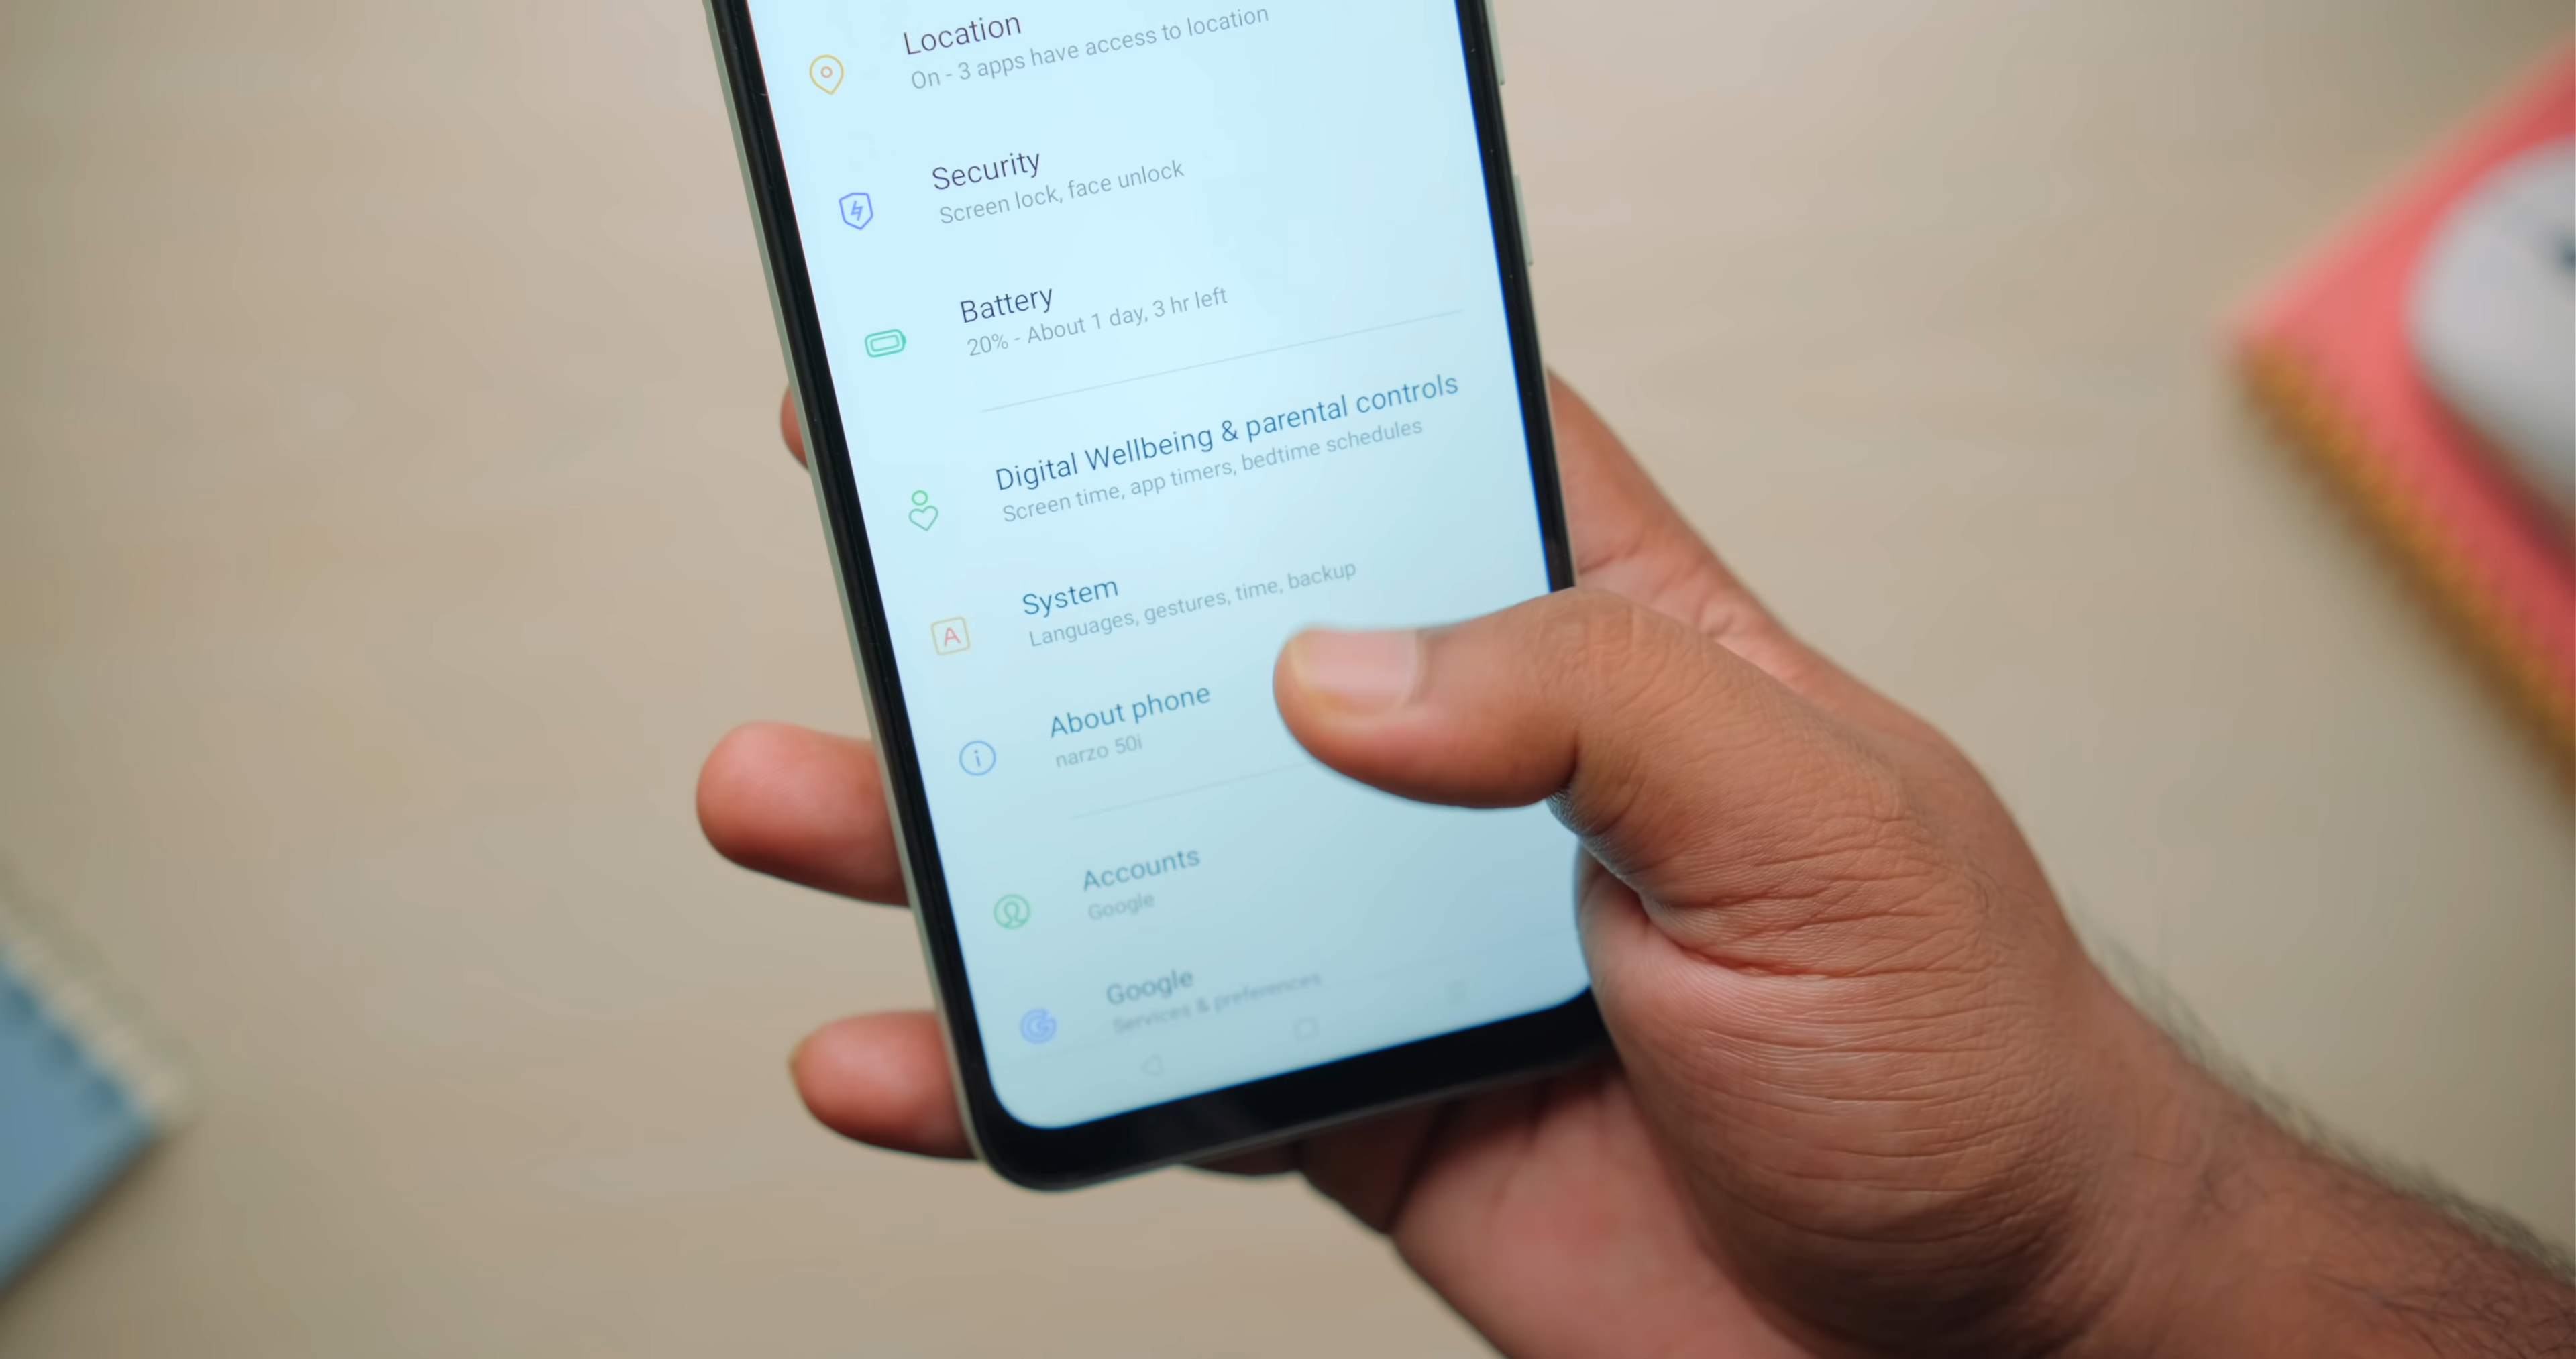 Location
On - 3 apps have access to location
Security
Screen lock, face unlock
Battery
20% - About 1 day, 3 hr left
Digital Wellbeing & parental controls
Screen time, app timers, bedtime schedules
System
Languages, gestures, time, backup
A
About phone
narzo 50i
Accounts
Google
Google
Services & preferences